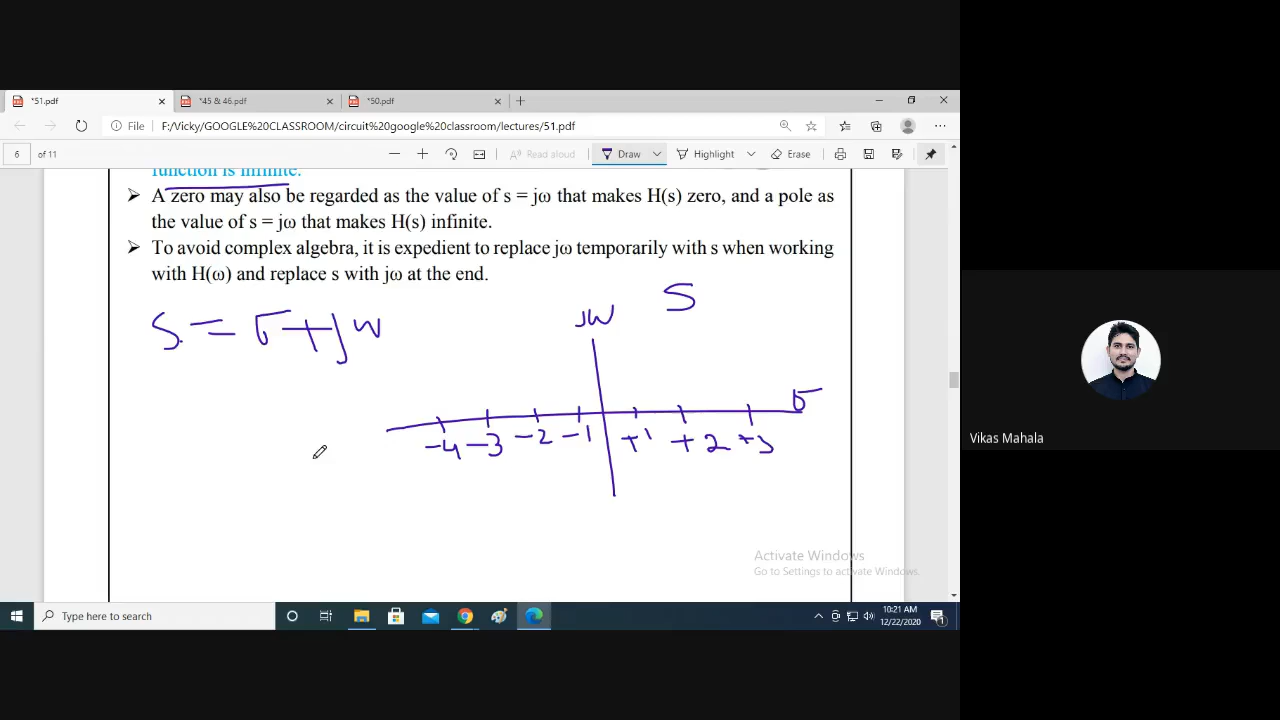 *51.pdf
*45 & 46.pdf
*50.pdf
File
F:/Vicky/GOOGLE%20CLASSROOM/circuit%20google%20classroom/lectures/51.pdf
6 of 11
Read aloud
Draw
Highlight
Erase
function is infinite.
➢ A zero may also be regarded as the value of s = jω that makes H(s) zero, and a pole as
the value of s = jω that makes H(s) infinite.
➢ To avoid complex algebra, it is expedient to replace jω temporarily with s when working
with H(ω) and replace s with jω at the end.
S
jω
S = σ + jω
σ
-4 -3 -2 -1 +1 +2 +3
Vikas Mahala
Activate Windows
Go to Settings to activate Windows.
Type here to search
10:21 AM
12/22/2020
1